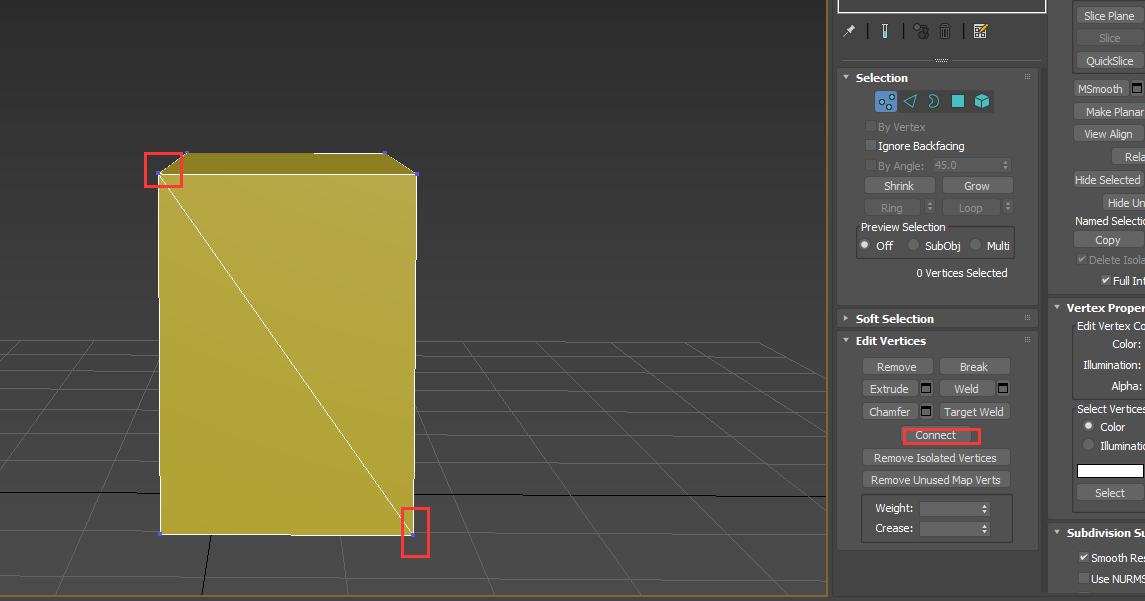 Selection
By Vertex
Ignore Backfacing
By Angle: 45.0
Shrink Grow
Ring Loop
Preview Selection
Off SubObj Multi
0 Vertices Selected
Soft Selection
Edit Vertices
Remove Break
Extrude Weld
Chamfer Target Weld
Connect
Remove Isolated Vertices
Remove Unused Map Verts
Weight:
Crease:
Slice Plane
Slice
QuickSlice
MSmooth
Make Planar
View Align
Rela
Hide Selected
Hide Un
Named Selectio
Copy
Delete Isola
Full Int
Vertex Proper
Edit Vertex Co
Color:
Illumination:
Alpha:
Select Vertices
Color
Illuminatio
Select
Subdivision Su
Smooth Res
Use NURMS